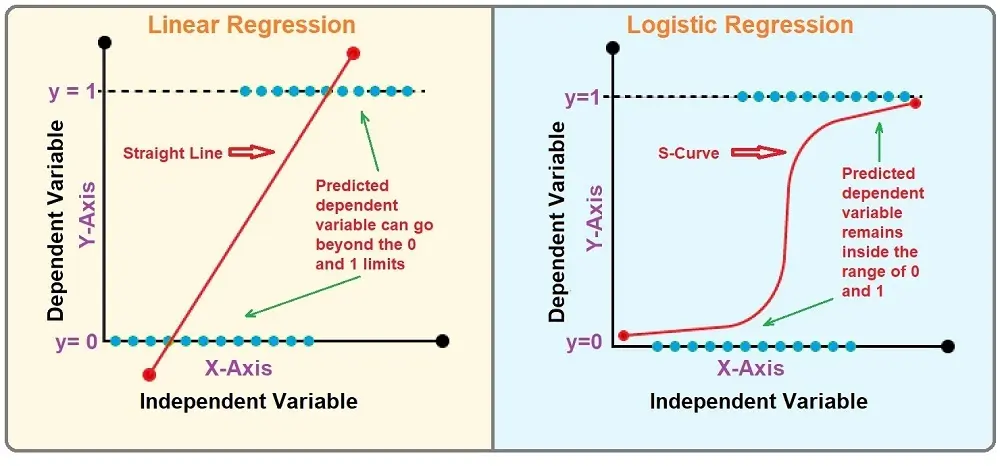 Linear Regression
y = 1
Straight Line
Predicted
dependent
variable can go
beyond the 0
and 1 limits
Dependent Variable
Y-Axis
y= 0
X-Axis
Independent Variable
Logistic Regression
y=1
S-Curve
Predicted
dependent
variable
remains
inside the
range of 0
and 1
Dependent Variable
Y-Axis
y=0
X-Axis
Independent Variable